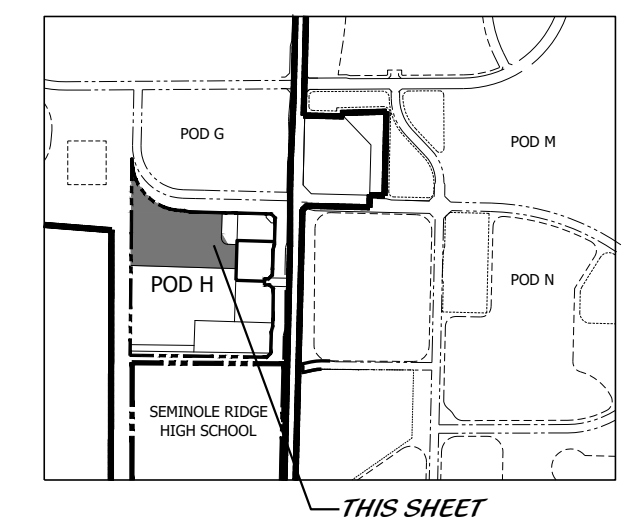 POD G
POD M
POD H
POD N
SEMINOLE RIDGE
HIGH SCHOOL
THIS SHEET